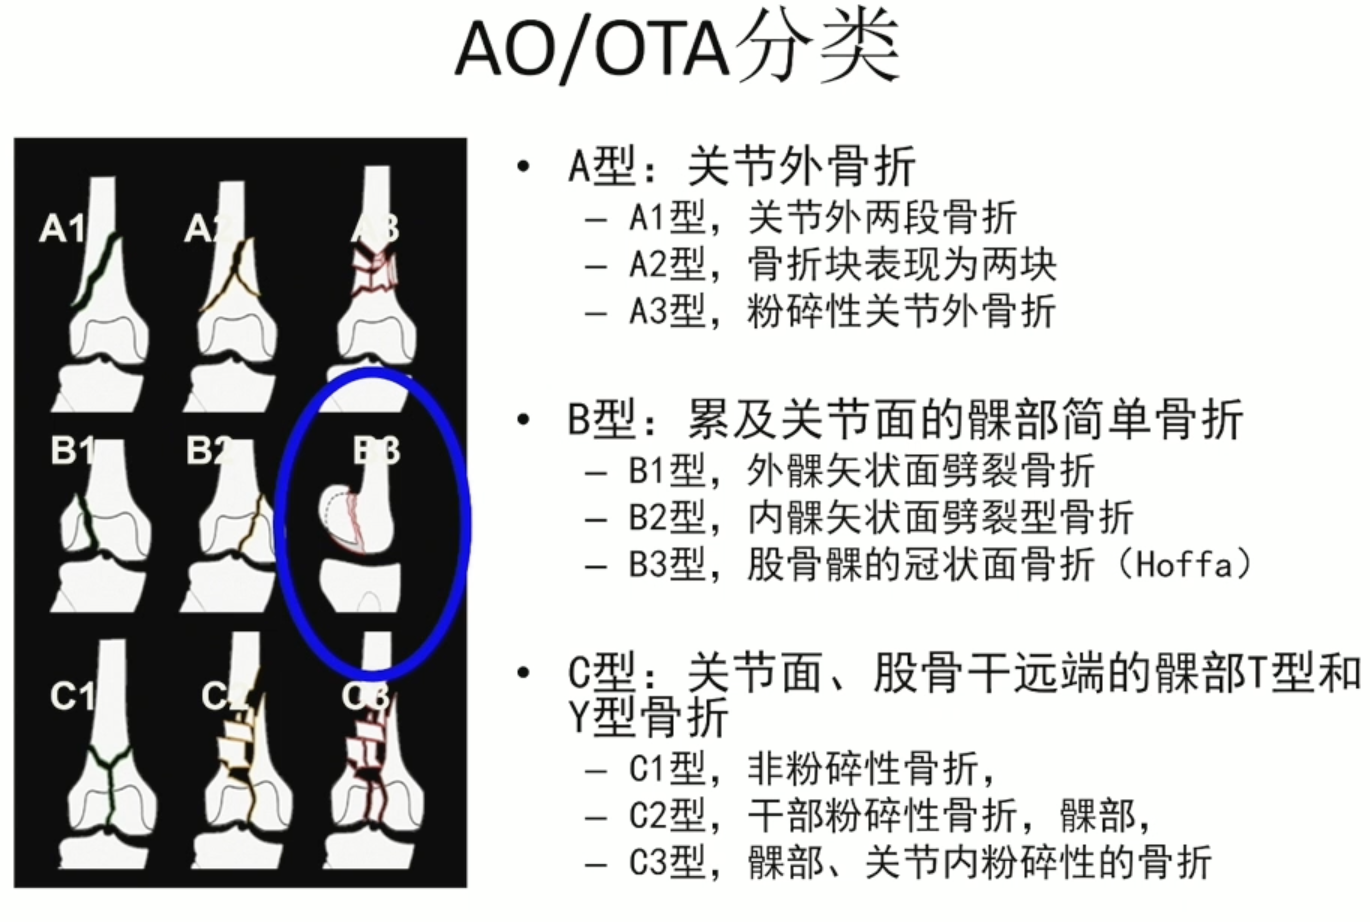 AO/OTA分类
A1
A2
A3
B1
B2
B3
C1
C2
C3
• A型：关节外骨折
– A1型，关节外两段骨折
– A2型，骨折块表现为两块
– A3型，粉碎性关节外骨折
• B型：累及关节面的髁部简单骨折
– B1型，外髁矢状面劈裂骨折
– B2型，内髁矢状面劈裂型骨折
– B3型，股骨髁的冠状面骨折（Hoffa）
• C型：关节面、股骨干远端的髁部T型和
Y型骨折
– C1型，非粉碎性骨折，
– C2型，干部粉碎性骨折，髁部，
– C3型，髁部、关节内粉碎性的骨折